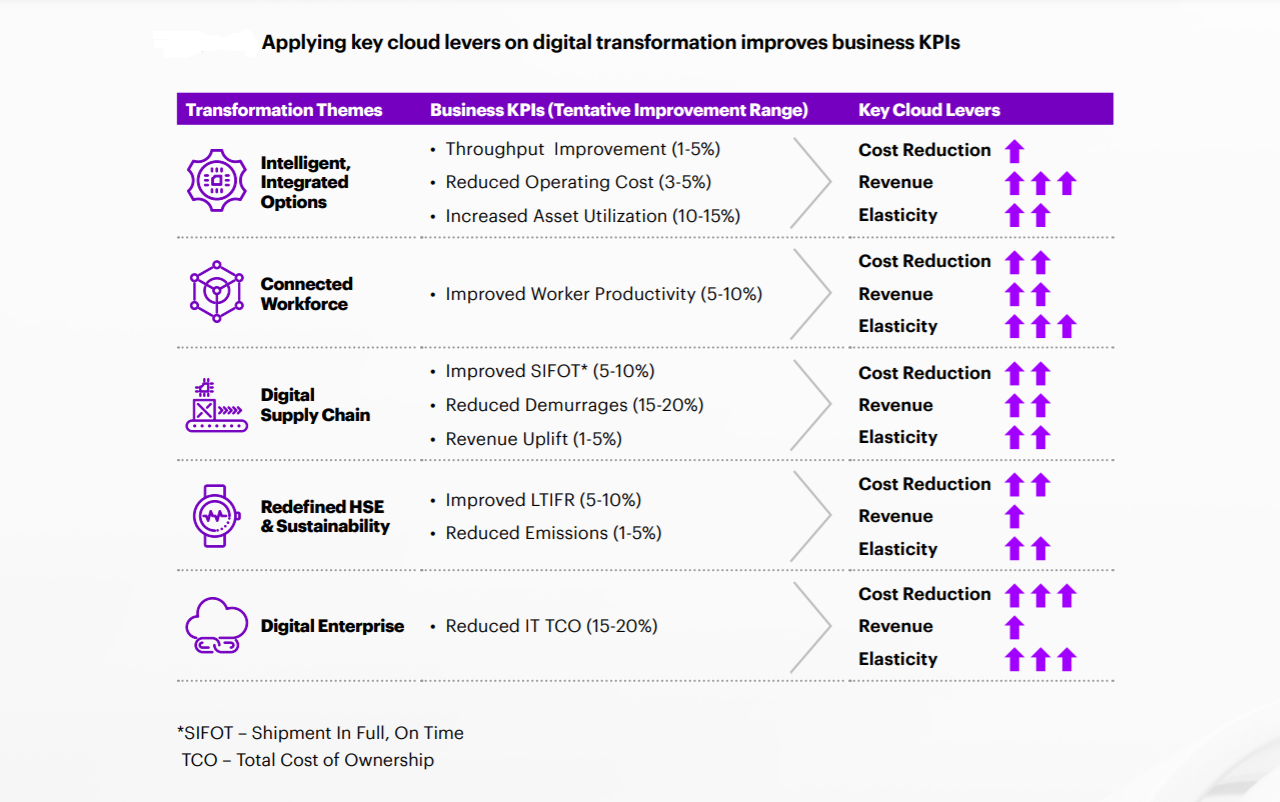 Applying key cloud levers on digital transformation improves business KPIs
Transformation Themes Business KPIs (Tentative Improvement Range) Key Cloud Levers
Intelligent,
Integrated
Options
• Throughput Improvement (1-5%)
• Reduced Operating Cost (3-5%)
• Increased Asset Utilization (10-15%)
Cost Reduction
Revenue
Elasticity
Connected
Workforce
• Improved Worker Productivity (5-10%)
Cost Reduction
Revenue
Elasticity
Digital
Supply Chain
• Improved SIFOT* (5-10%)
• Reduced Demurrages (15-20%)
• Revenue Uplift (1-5%)
Cost Reduction
Revenue
Elasticity
Redefined HSE
& Sustainability
• Improved LTIFR (5-10%)
• Reduced Emissions (1-5%)
Cost Reduction
Revenue
Elasticity
Digital Enterprise
• Reduced IT TCO (15-20%)
Cost Reduction
Revenue
Elasticity
*SIFOT – Shipment In Full, On Time
TCO – Total Cost of Ownership